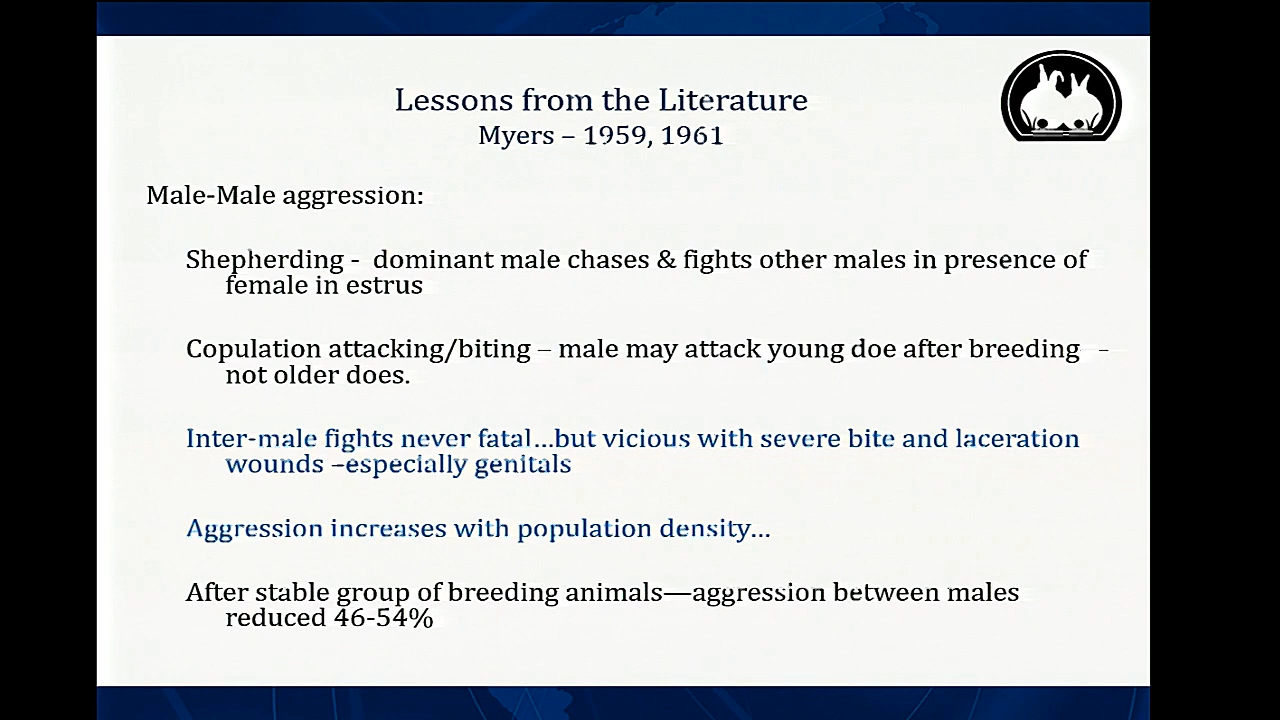 Lessons from the Literature
Myers – 1959, 1961
Male-Male aggression:
Shepherding -  dominant male chases & fights other males in presence of
female in estrus
Copulation attacking/biting – male may attack young doe after breeding  -
not older does.
Inter-male fights never fatal…but vicious with severe bite and laceration
wounds –especially genitals
Aggression increases with population density…
After stable group of breeding animals—aggression between males
reduced 46-54%